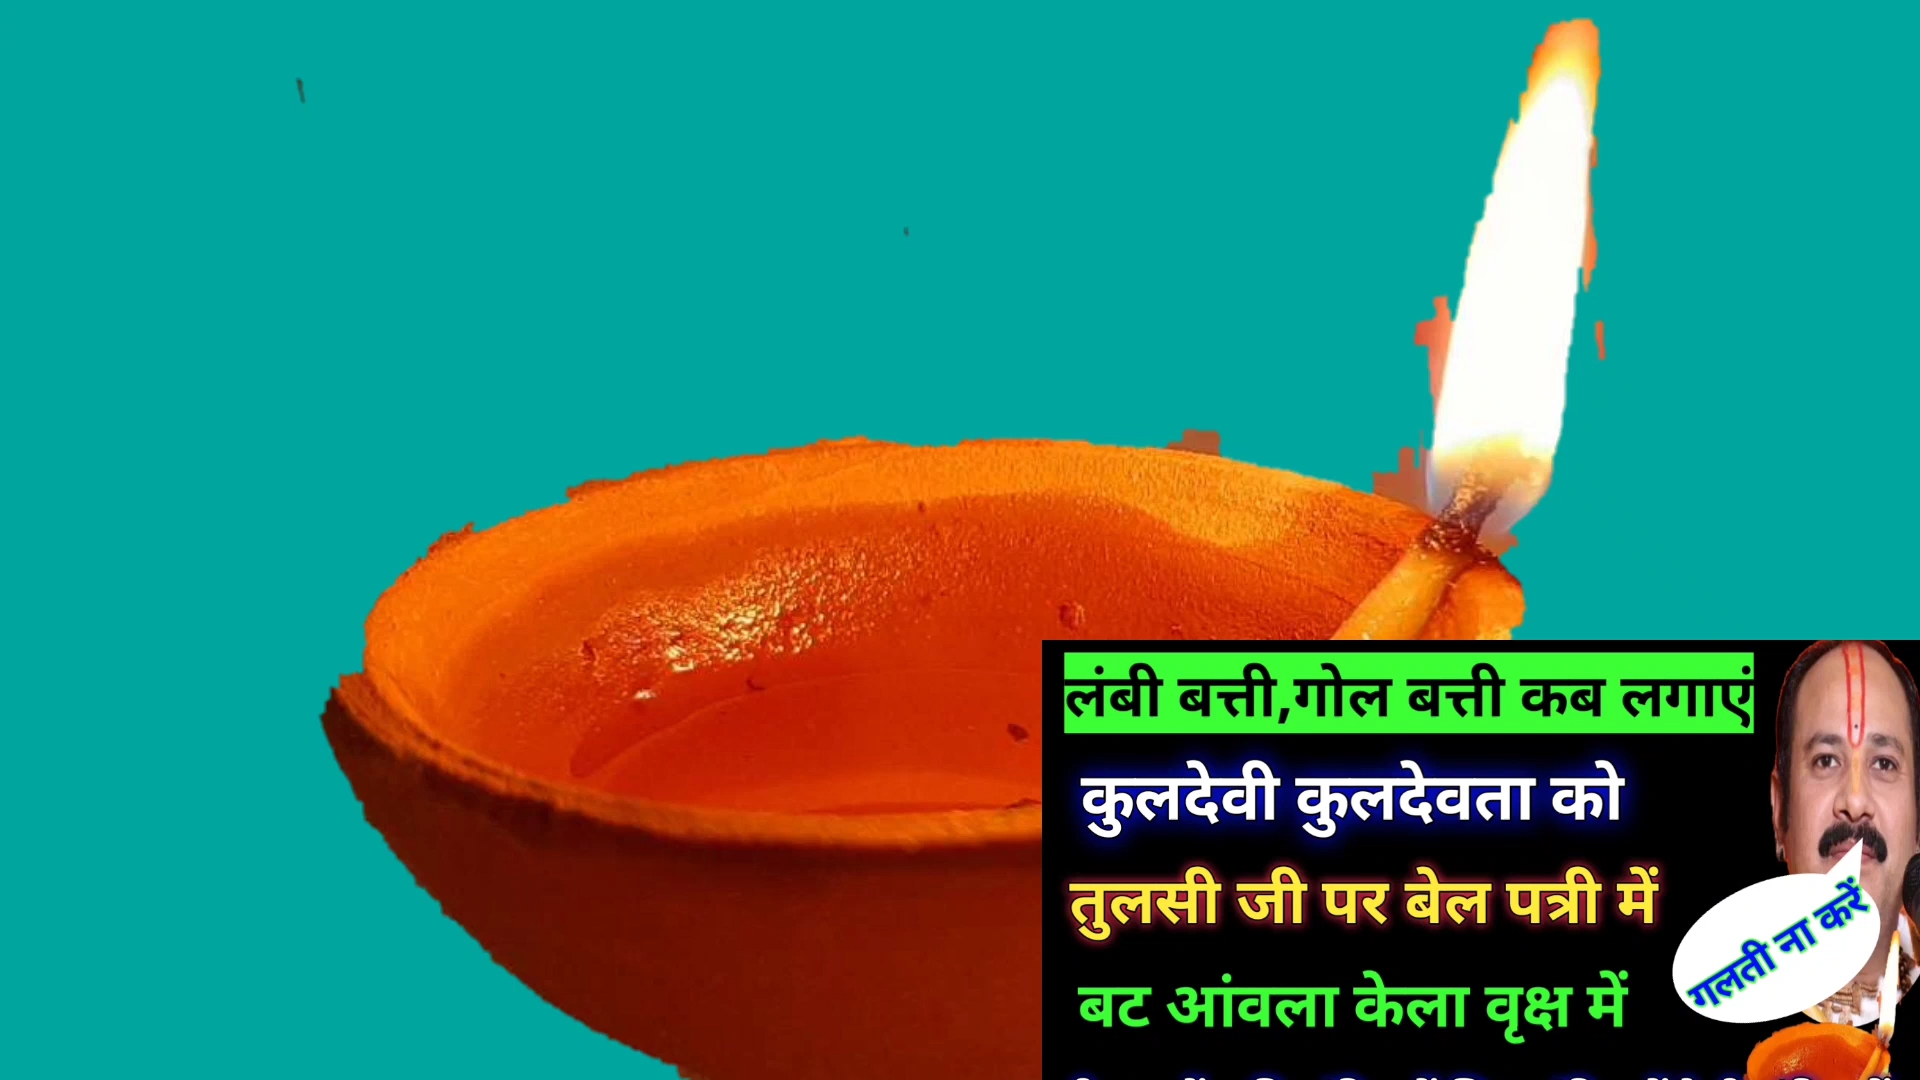 लंबी बत्ती,गोल बत्ती कब लगाएं
कुलदेवी कुलदेवता को
तुलसी जी पर बेल पत्री में
बट आंवला केला वृक्ष में
गलती ना करें